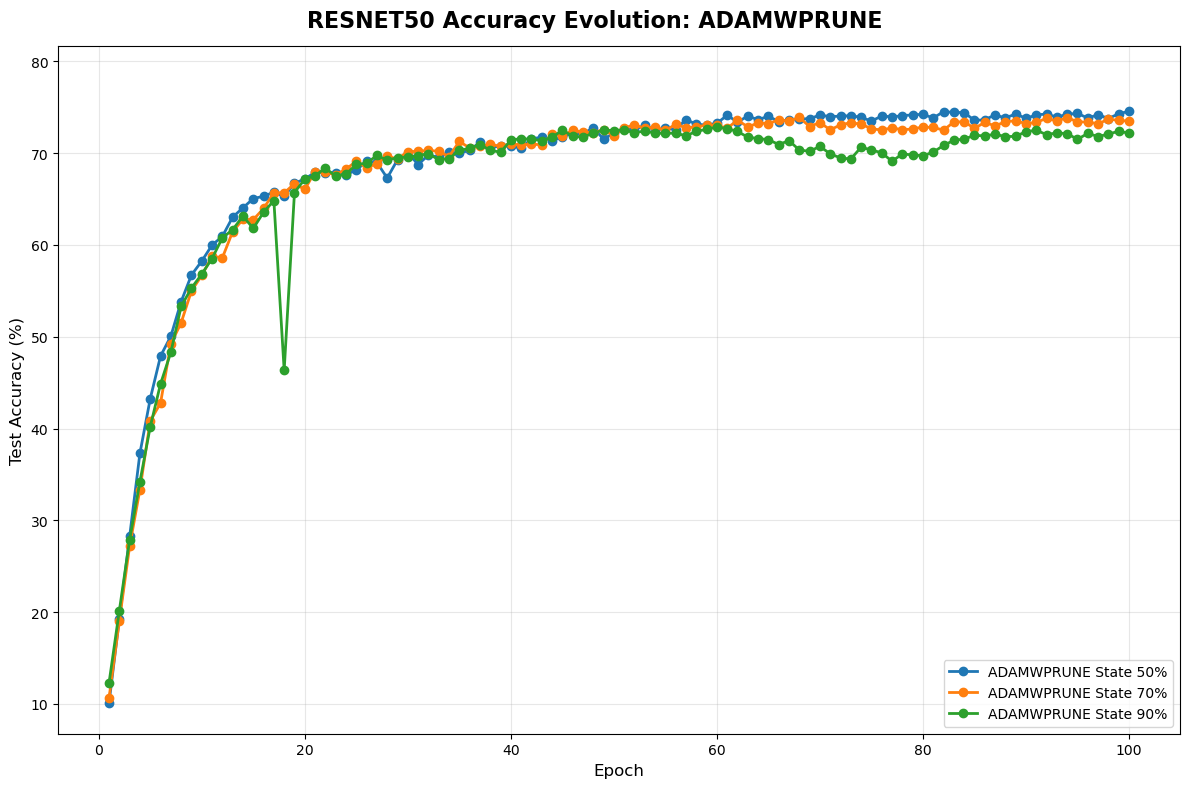 RESNET50 Accuracy Evolution: ADAMWPRUNE
Test Accuracy (%)
80
70
60
50
40
30
20
10
0
20
40
60
80
100
Epoch
ADAMWPRUNE State 50%
ADAMWPRUNE State 70%
ADAMWPRUNE State 90%